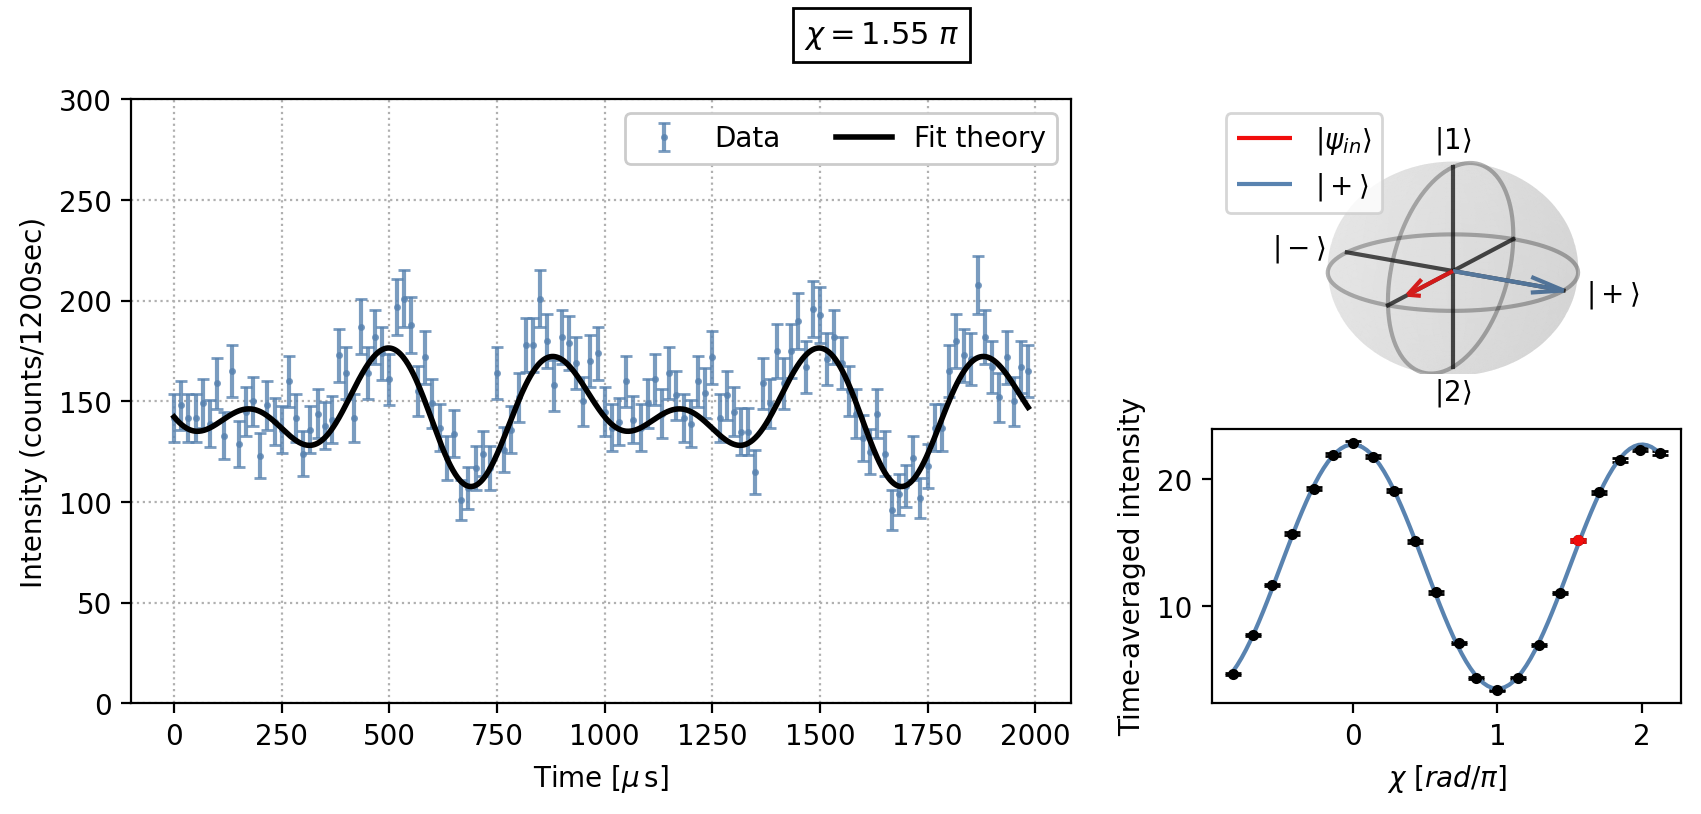 χ = 1.55 π
Intensity (counts/1200sec)
300
250
200
150
100
50
0
Data
Fit theory
0 250 500 750 1000 1250 1500 1750 2000
Time [μ s]
|ψin⟩
|+⟩
|1⟩
|−⟩
|+⟩
|2⟩
Time-averaged intensity
20
10
0 1 2
χ [rad/π]